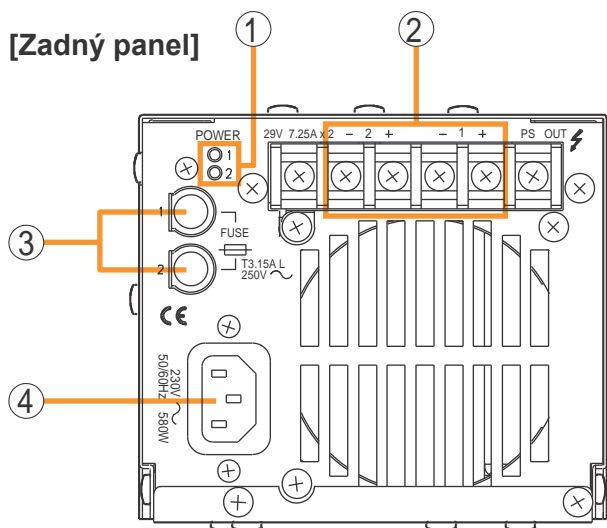 [Zadný panel]
1
2
POWER
1
2
29V 7.25A x 2 − 2 + − 1 + PS OUT
3
1
2
FUSE
T3.15A L
250V ~
CE
4
230V ~
50/60Hz 580W